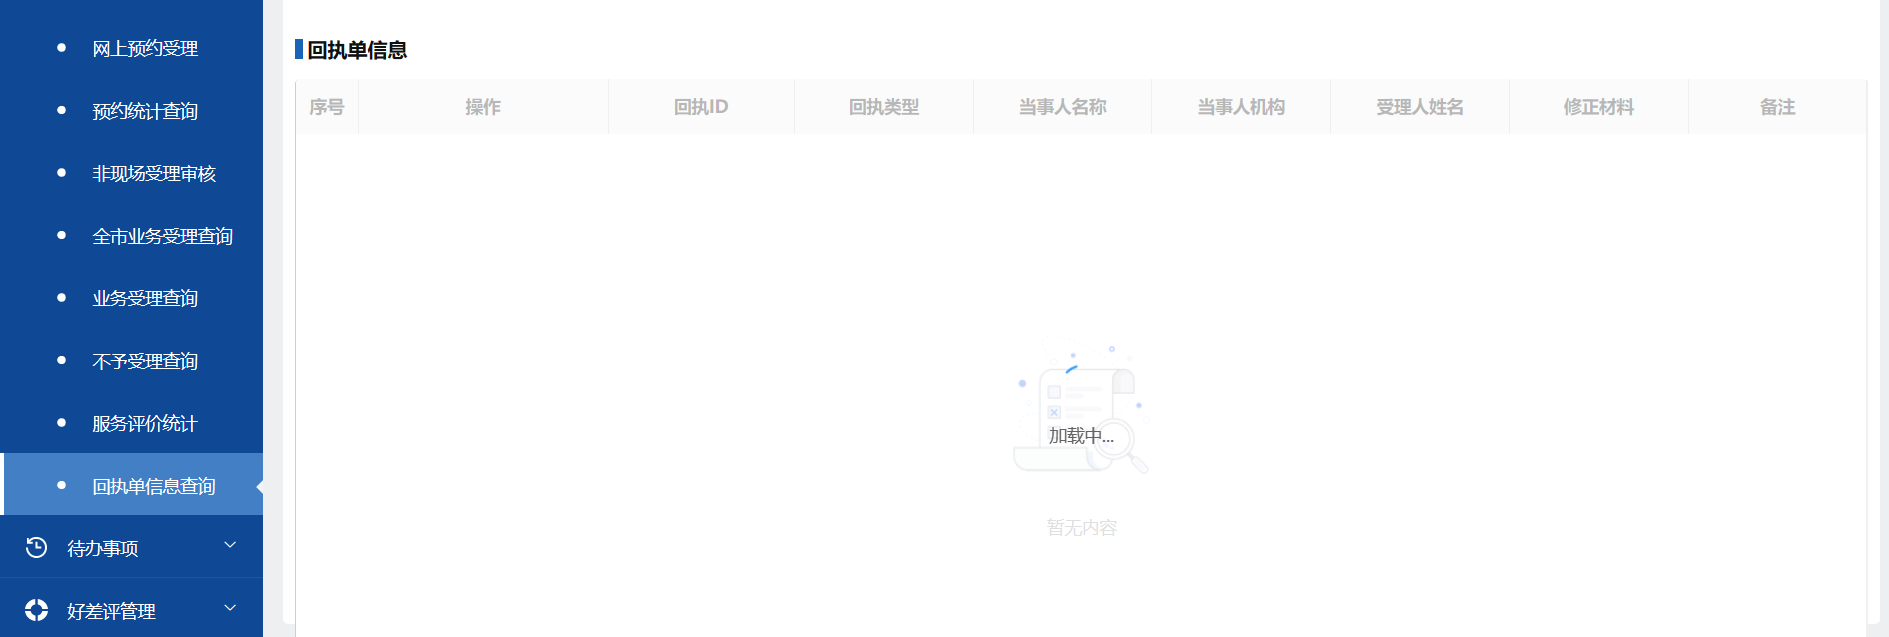 网上预约受理
预约统计查询
非现场受理审核
全市业务受理查询
业务受理查询
不予受理查询
服务评价统计
回执单信息查询
待办事项
好差评管理
回执单信息
序号 操作 回执ID 回执类型 当事人名称 当事人机构 受理人姓名 修正材料 备注
加载中...
暂无内容